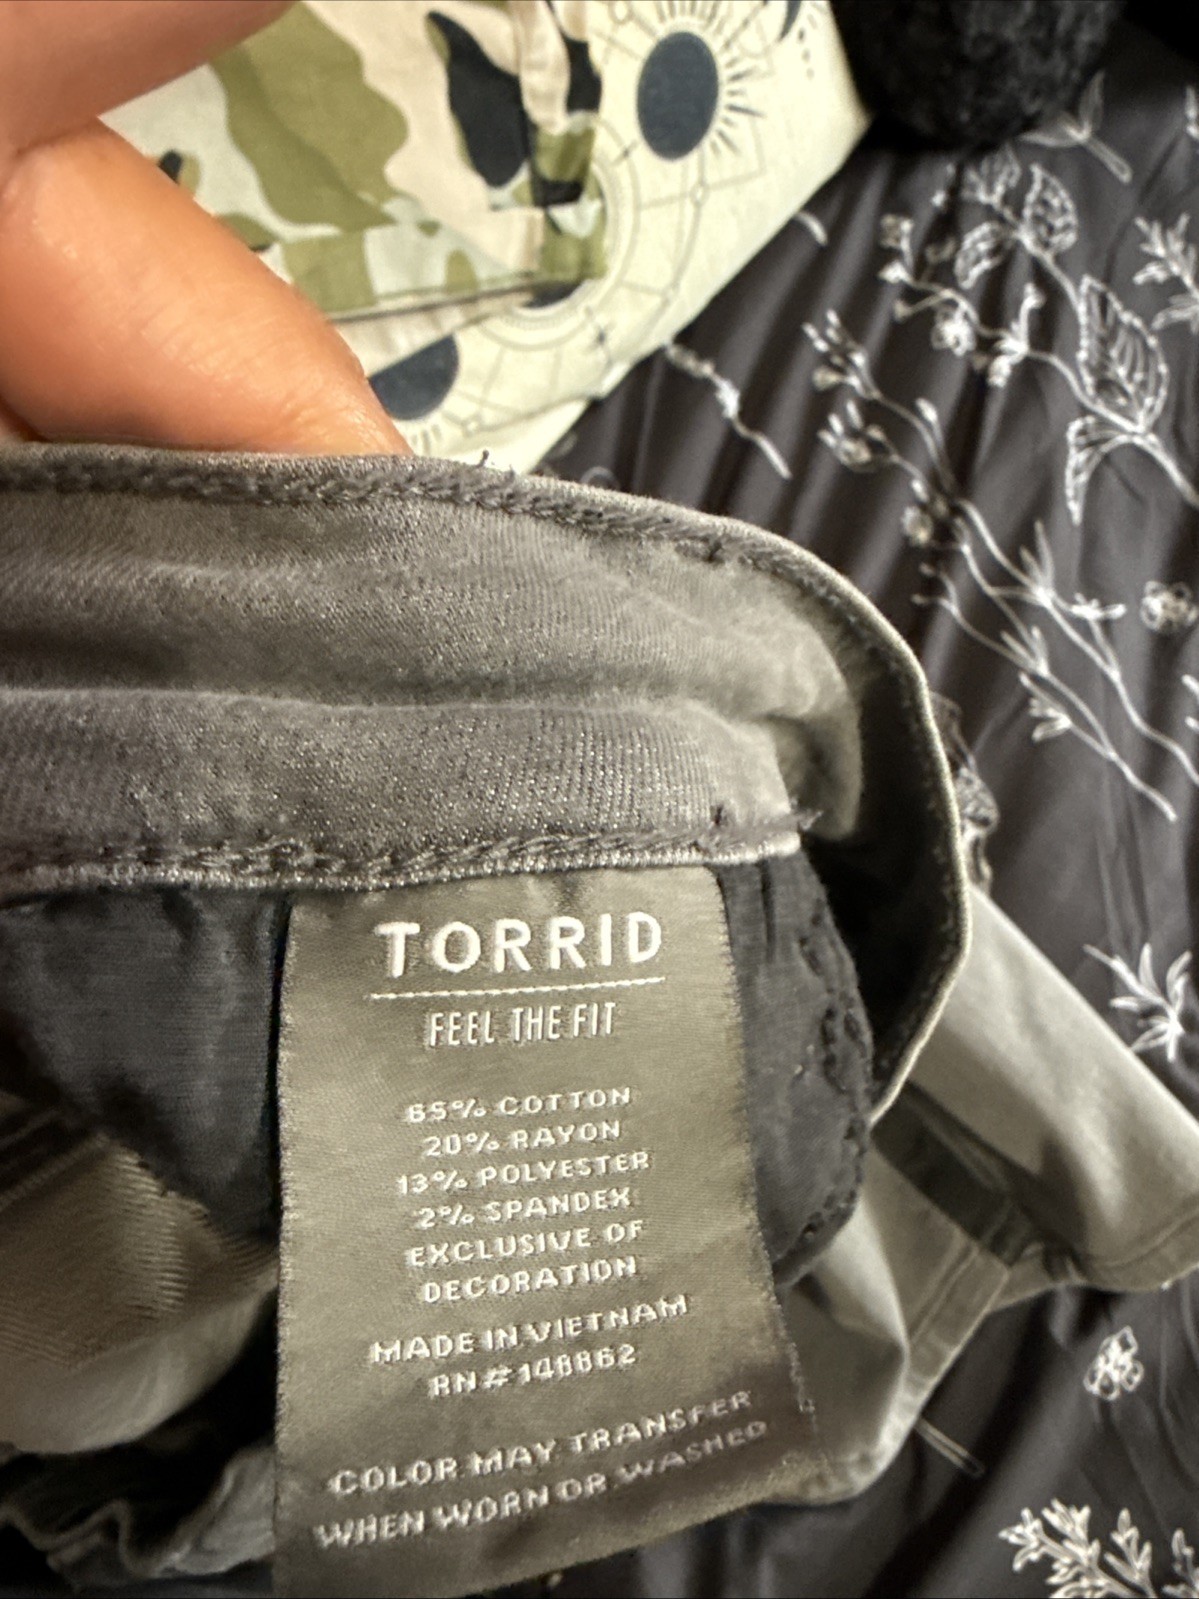 TORRID
FEEL THE FIT
65% COTTON
20% RAYON
13% POLYESTER
2% SPANDEX
EXCLUSIVE OF
DECORATION
MADE IN VIETNAM
RN#148862
COLOR MAY TRANSFER
WHEN WORN OR WASHED